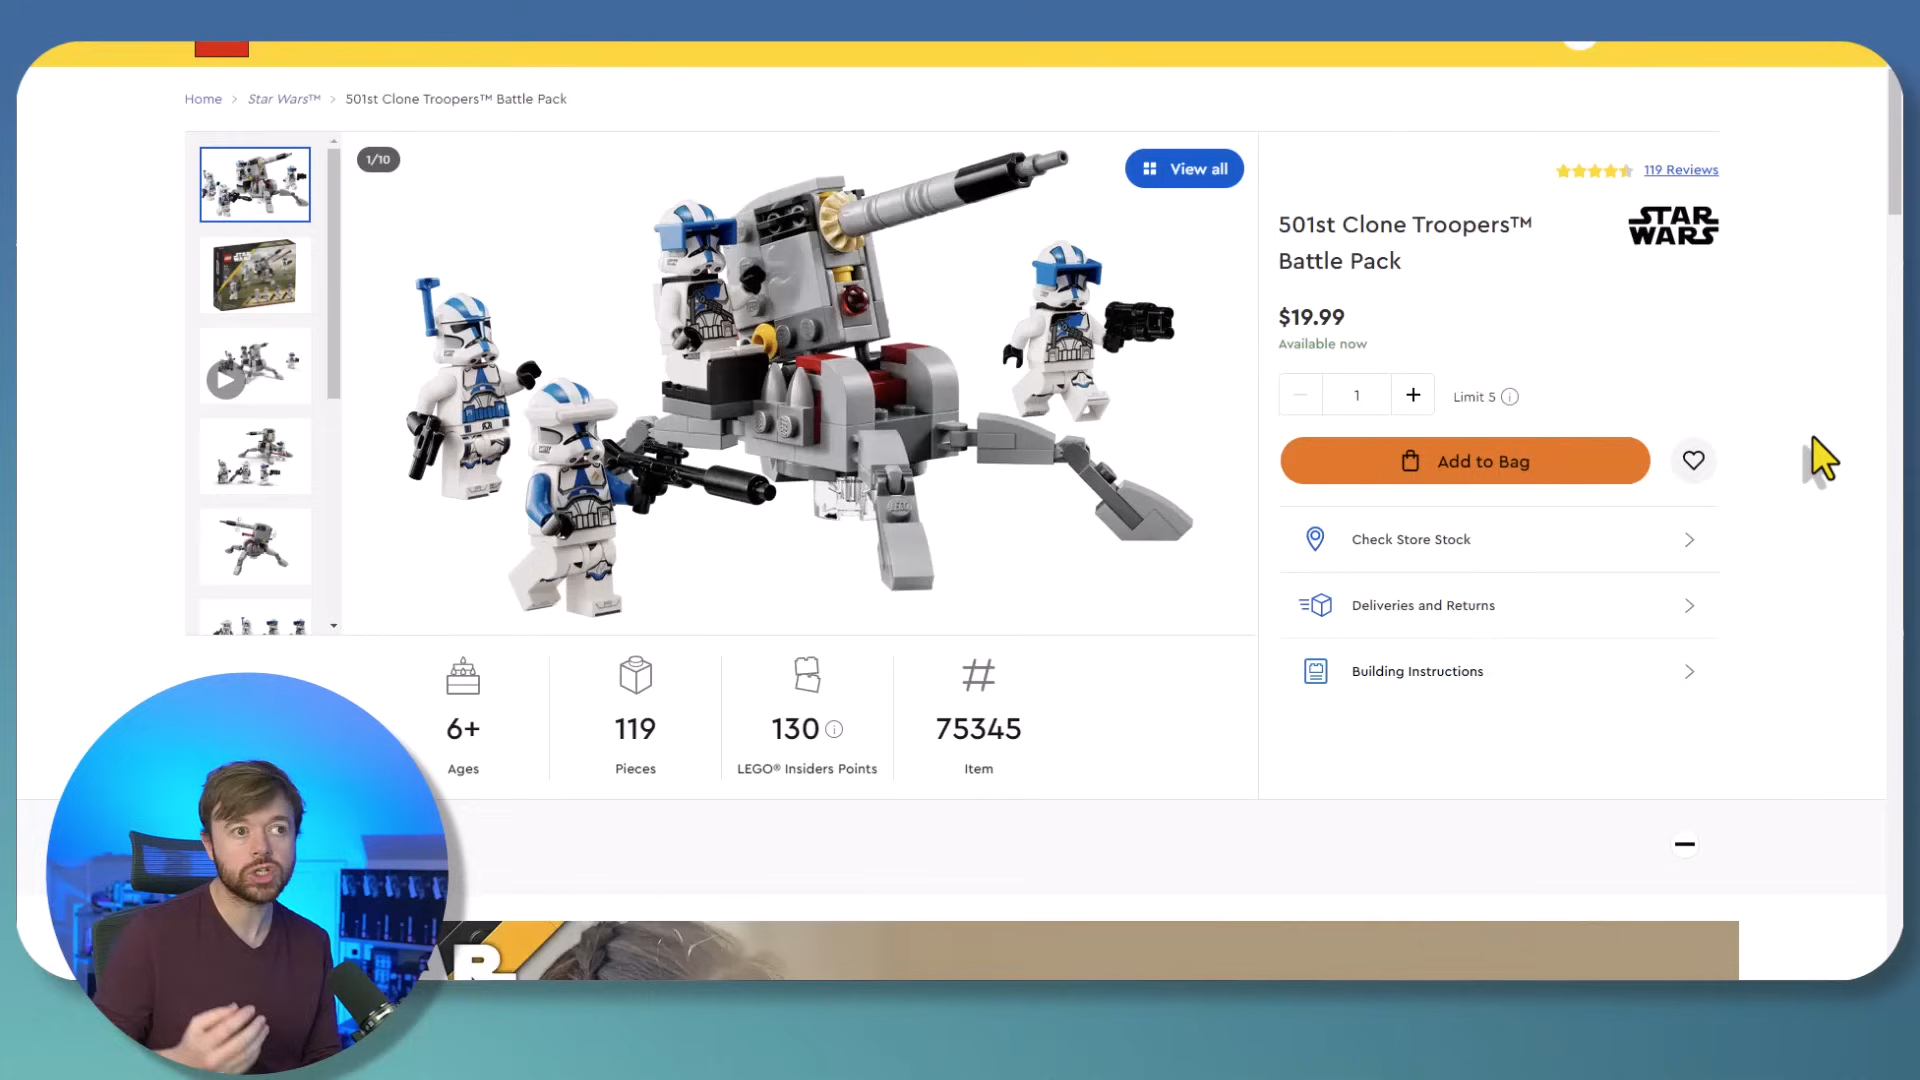 Home > Star Wars™ > 501st Clone Troopers™ Battle Pack
1/10
View all
119 Reviews
501st Clone Troopers™
Battle Pack
STAR
WARS
$19.99
Available now
1
Limit 5
Add to Bag
Check Store Stock
Deliveries and Returns
Building Instructions
6+
Ages
119
Pieces
130
LEGO® Insiders Points
#
75345
Item